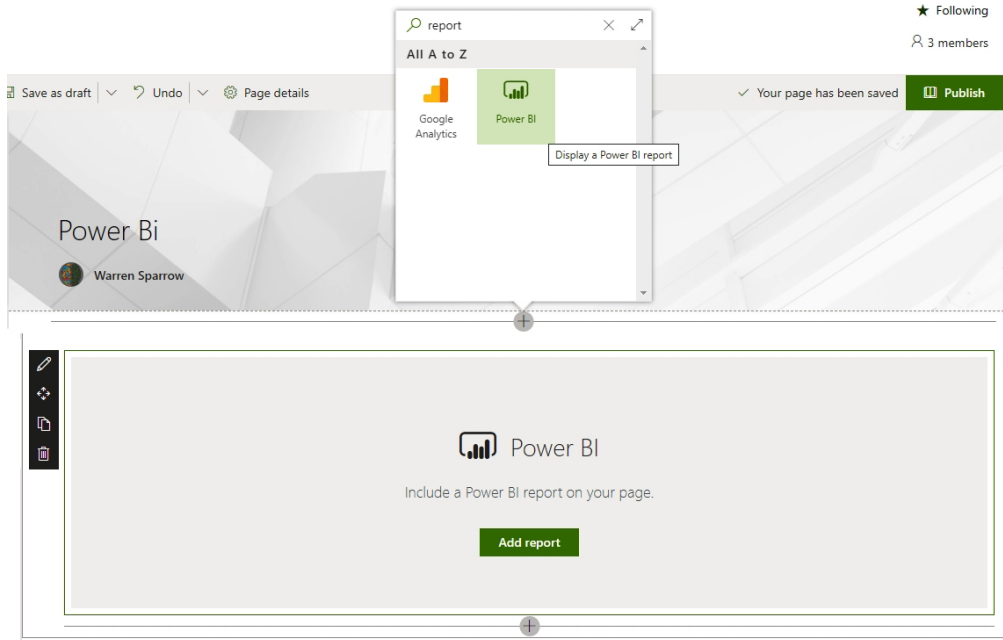 Following
3 members
report
All A to Z
Google
Analytics
Power BI
Display a Power BI report
Save as draft
Undo
Page details
Your page has been saved
Publish
Power Bi
Warren Sparrow
Power BI
Include a Power BI report on your page.
Add report